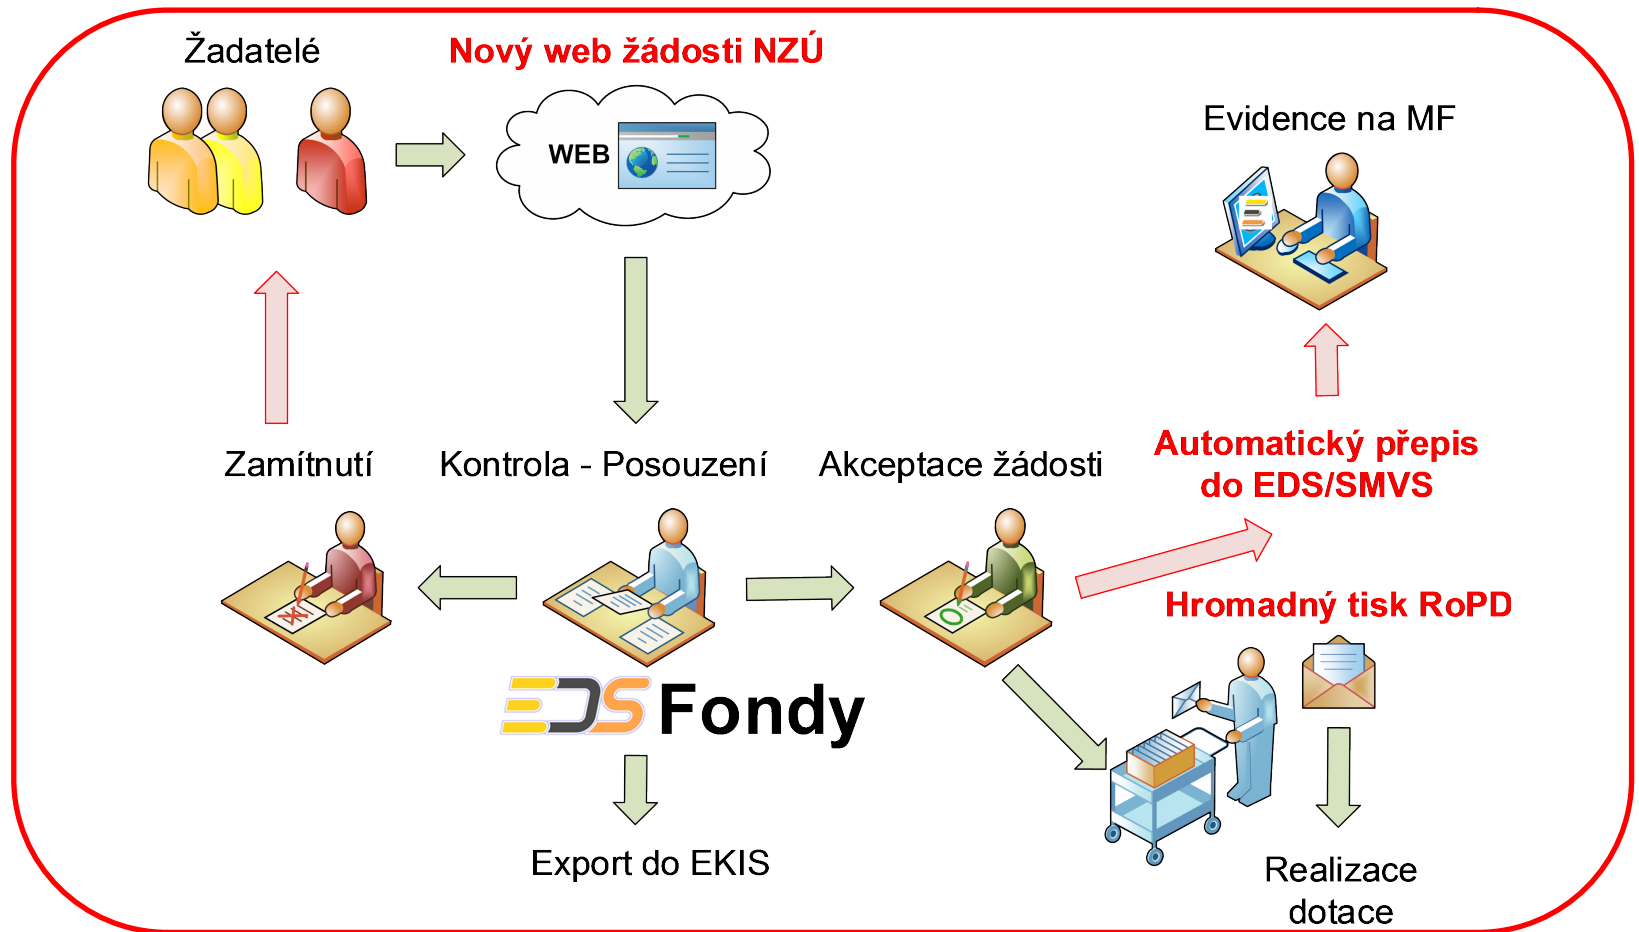 Žadatelé
Nový web žádosti NZÚ
WEB
Evidence na MF
Zamítnutí
Kontrola - Posouzení
Akceptace žádosti
Automatický přepis
do EDS/SMVS
Hromadný tisk RoPD
EDS Fondy
Export do EKIS
Realizace
dotace